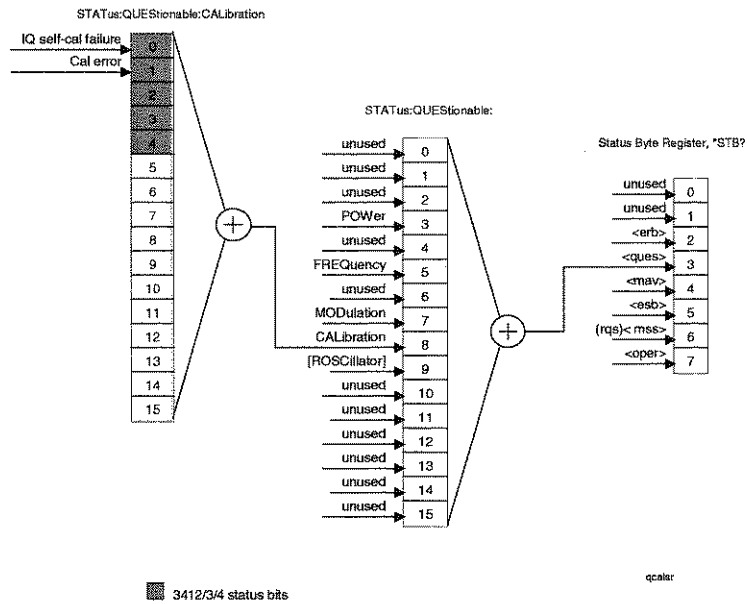 STATus:QUEStionable:CALibration
IQ self-cal failure
Cal error
0
1
2
3
4
5
6
7
8
9
10
11
12
13
14
15
STATus:QUEStionable:
unused 0
unused 1
unused 2
POWer 3
unused 4
FREQuency 5
unused 6
MODulation 7
CALibration 8
[ROSCillator] 9
unused 10
unused 11
unused 12
unused 13
unused 14
unused 15
Status Byte Register, *STB?
unused 0
unused 1
<erb> 2
<ques> 3
<mav> 4
<esb> 5
(rqs)< mss> 6
<oper> 7
qcalar
3412/3/4 status bits